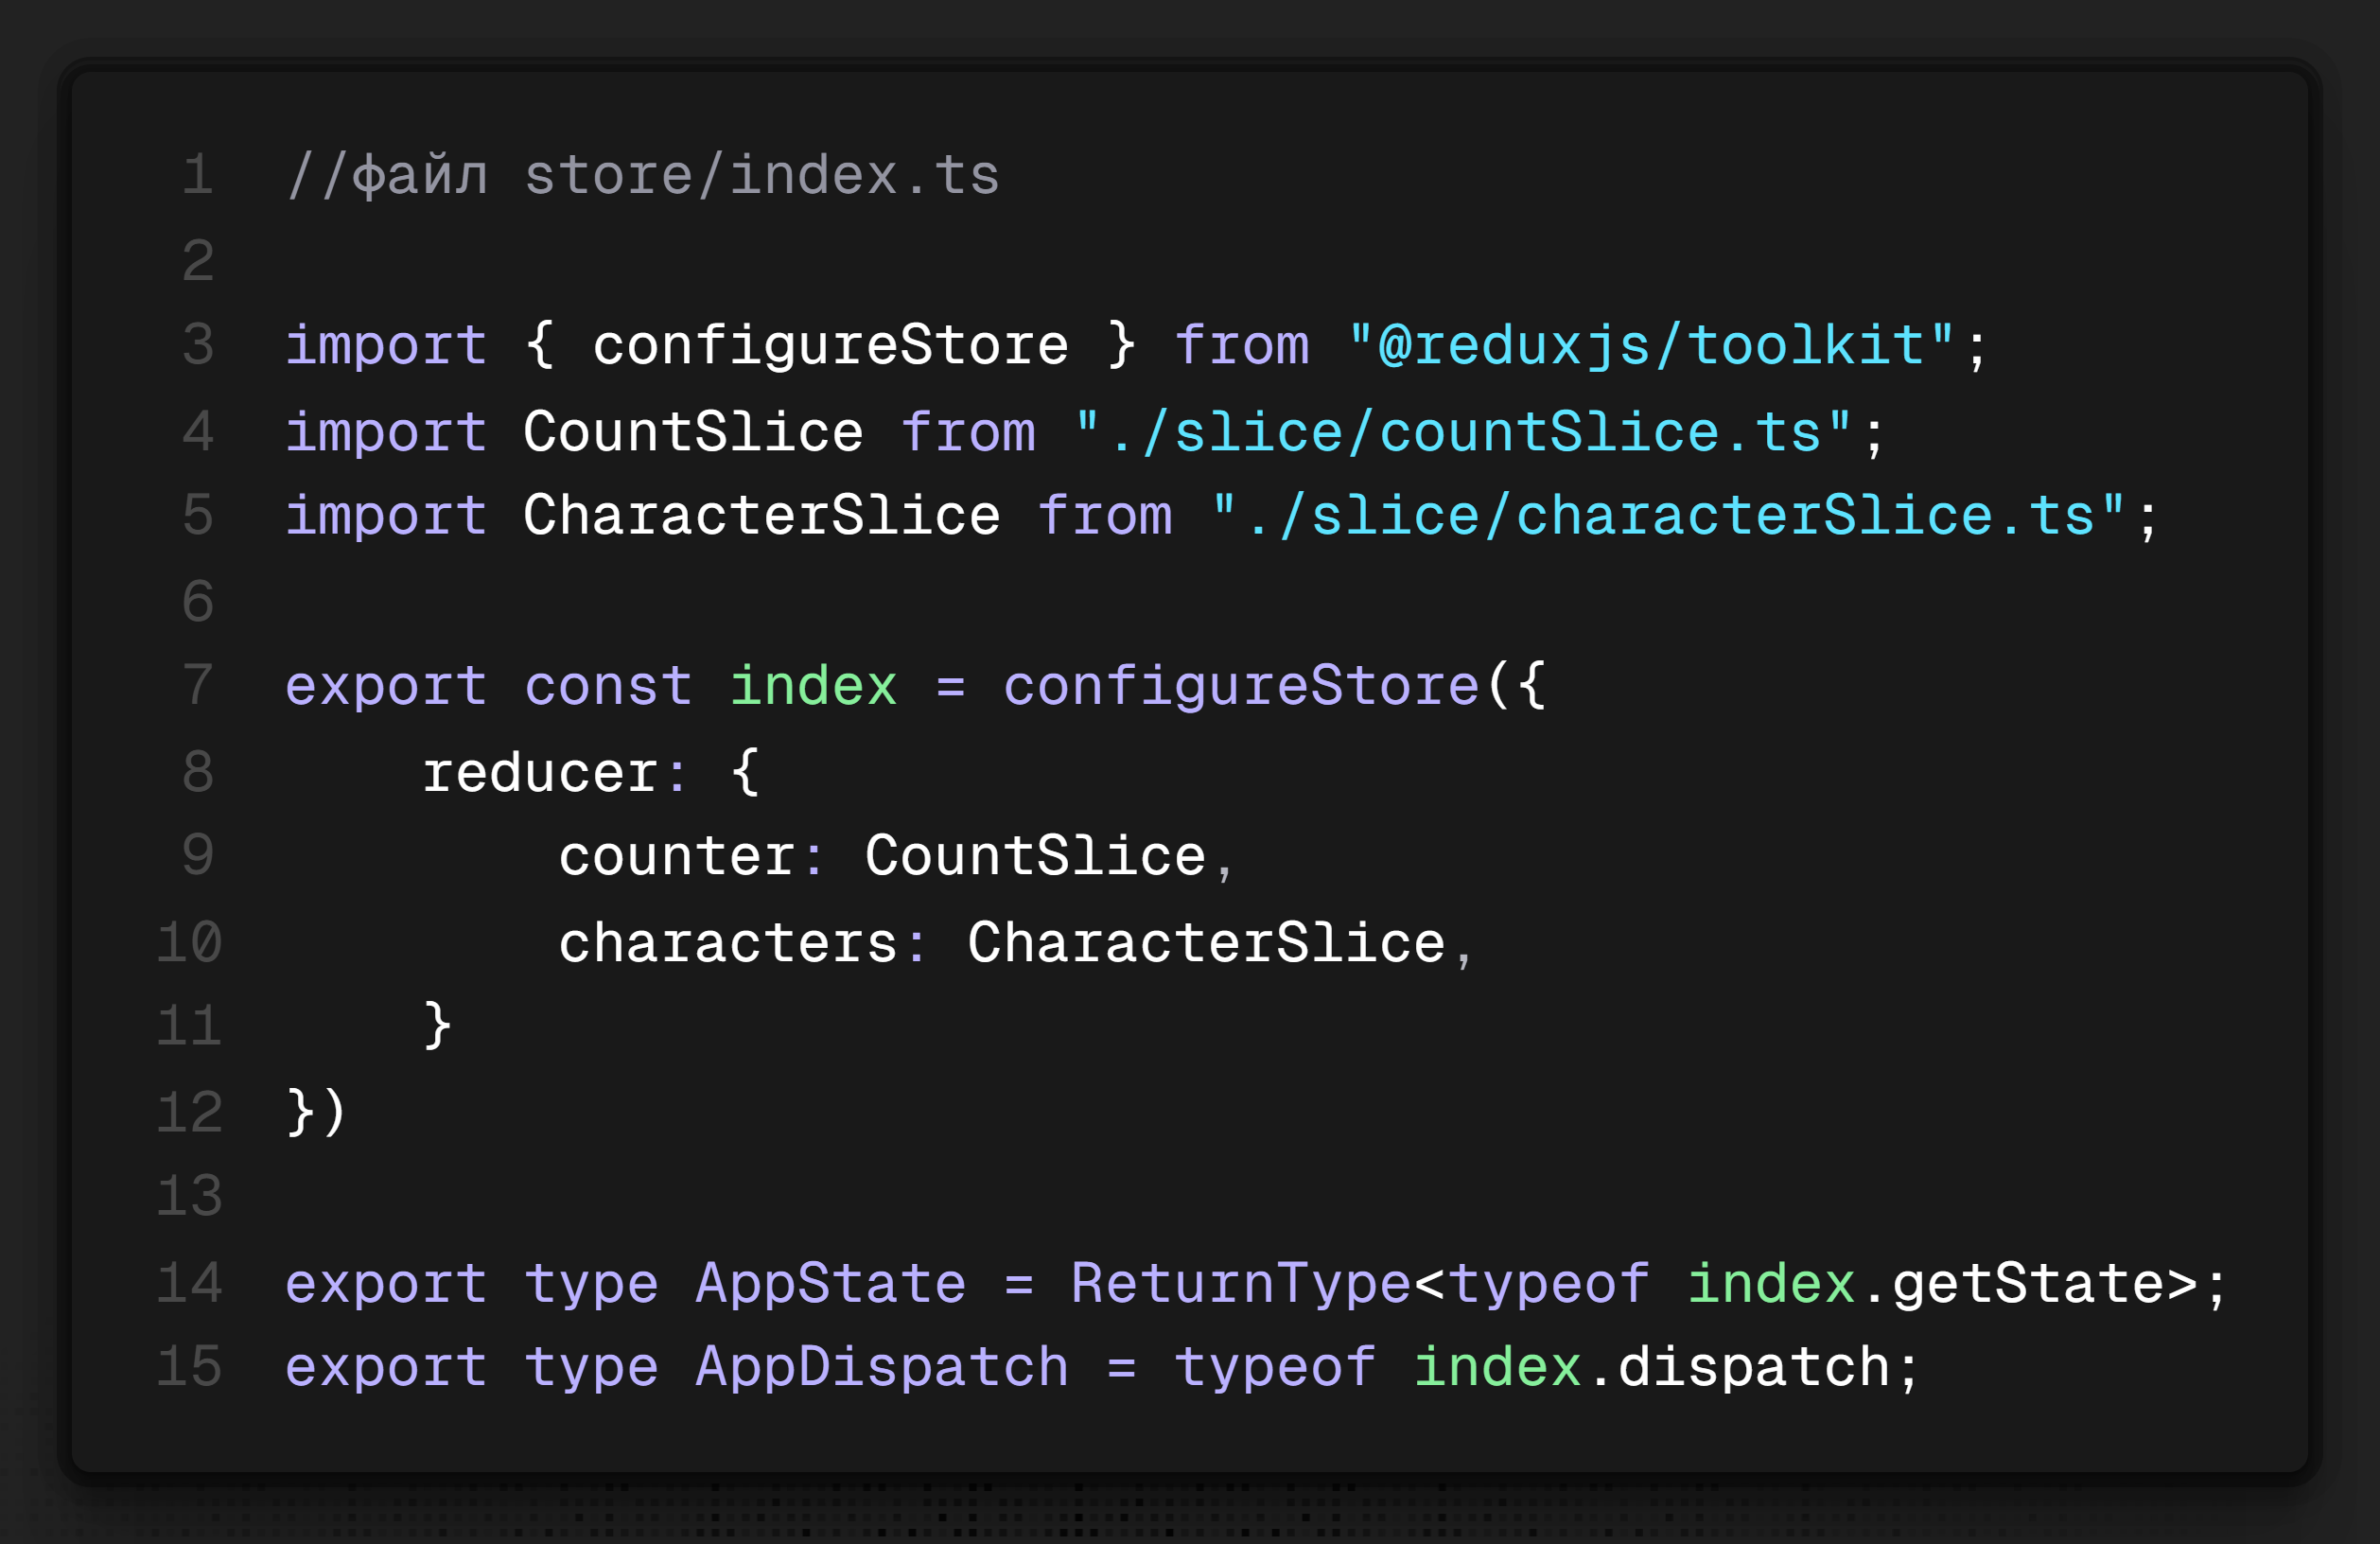 1 //файл store/index.ts
2
3 import { configureStore } from "@reduxjs/toolkit";
4 import CountSlice from "./slice/countSlice.ts";
5 import CharacterSlice from "./slice/characterSlice.ts";
6
7 export const index = configureStore({
8     reducer: {
9         counter: CountSlice,
10         characters: CharacterSlice,
11     }
12 })
13
14 export type AppState = ReturnType<typeof index.getState>;
15 export type AppDispatch = typeof index.dispatch;